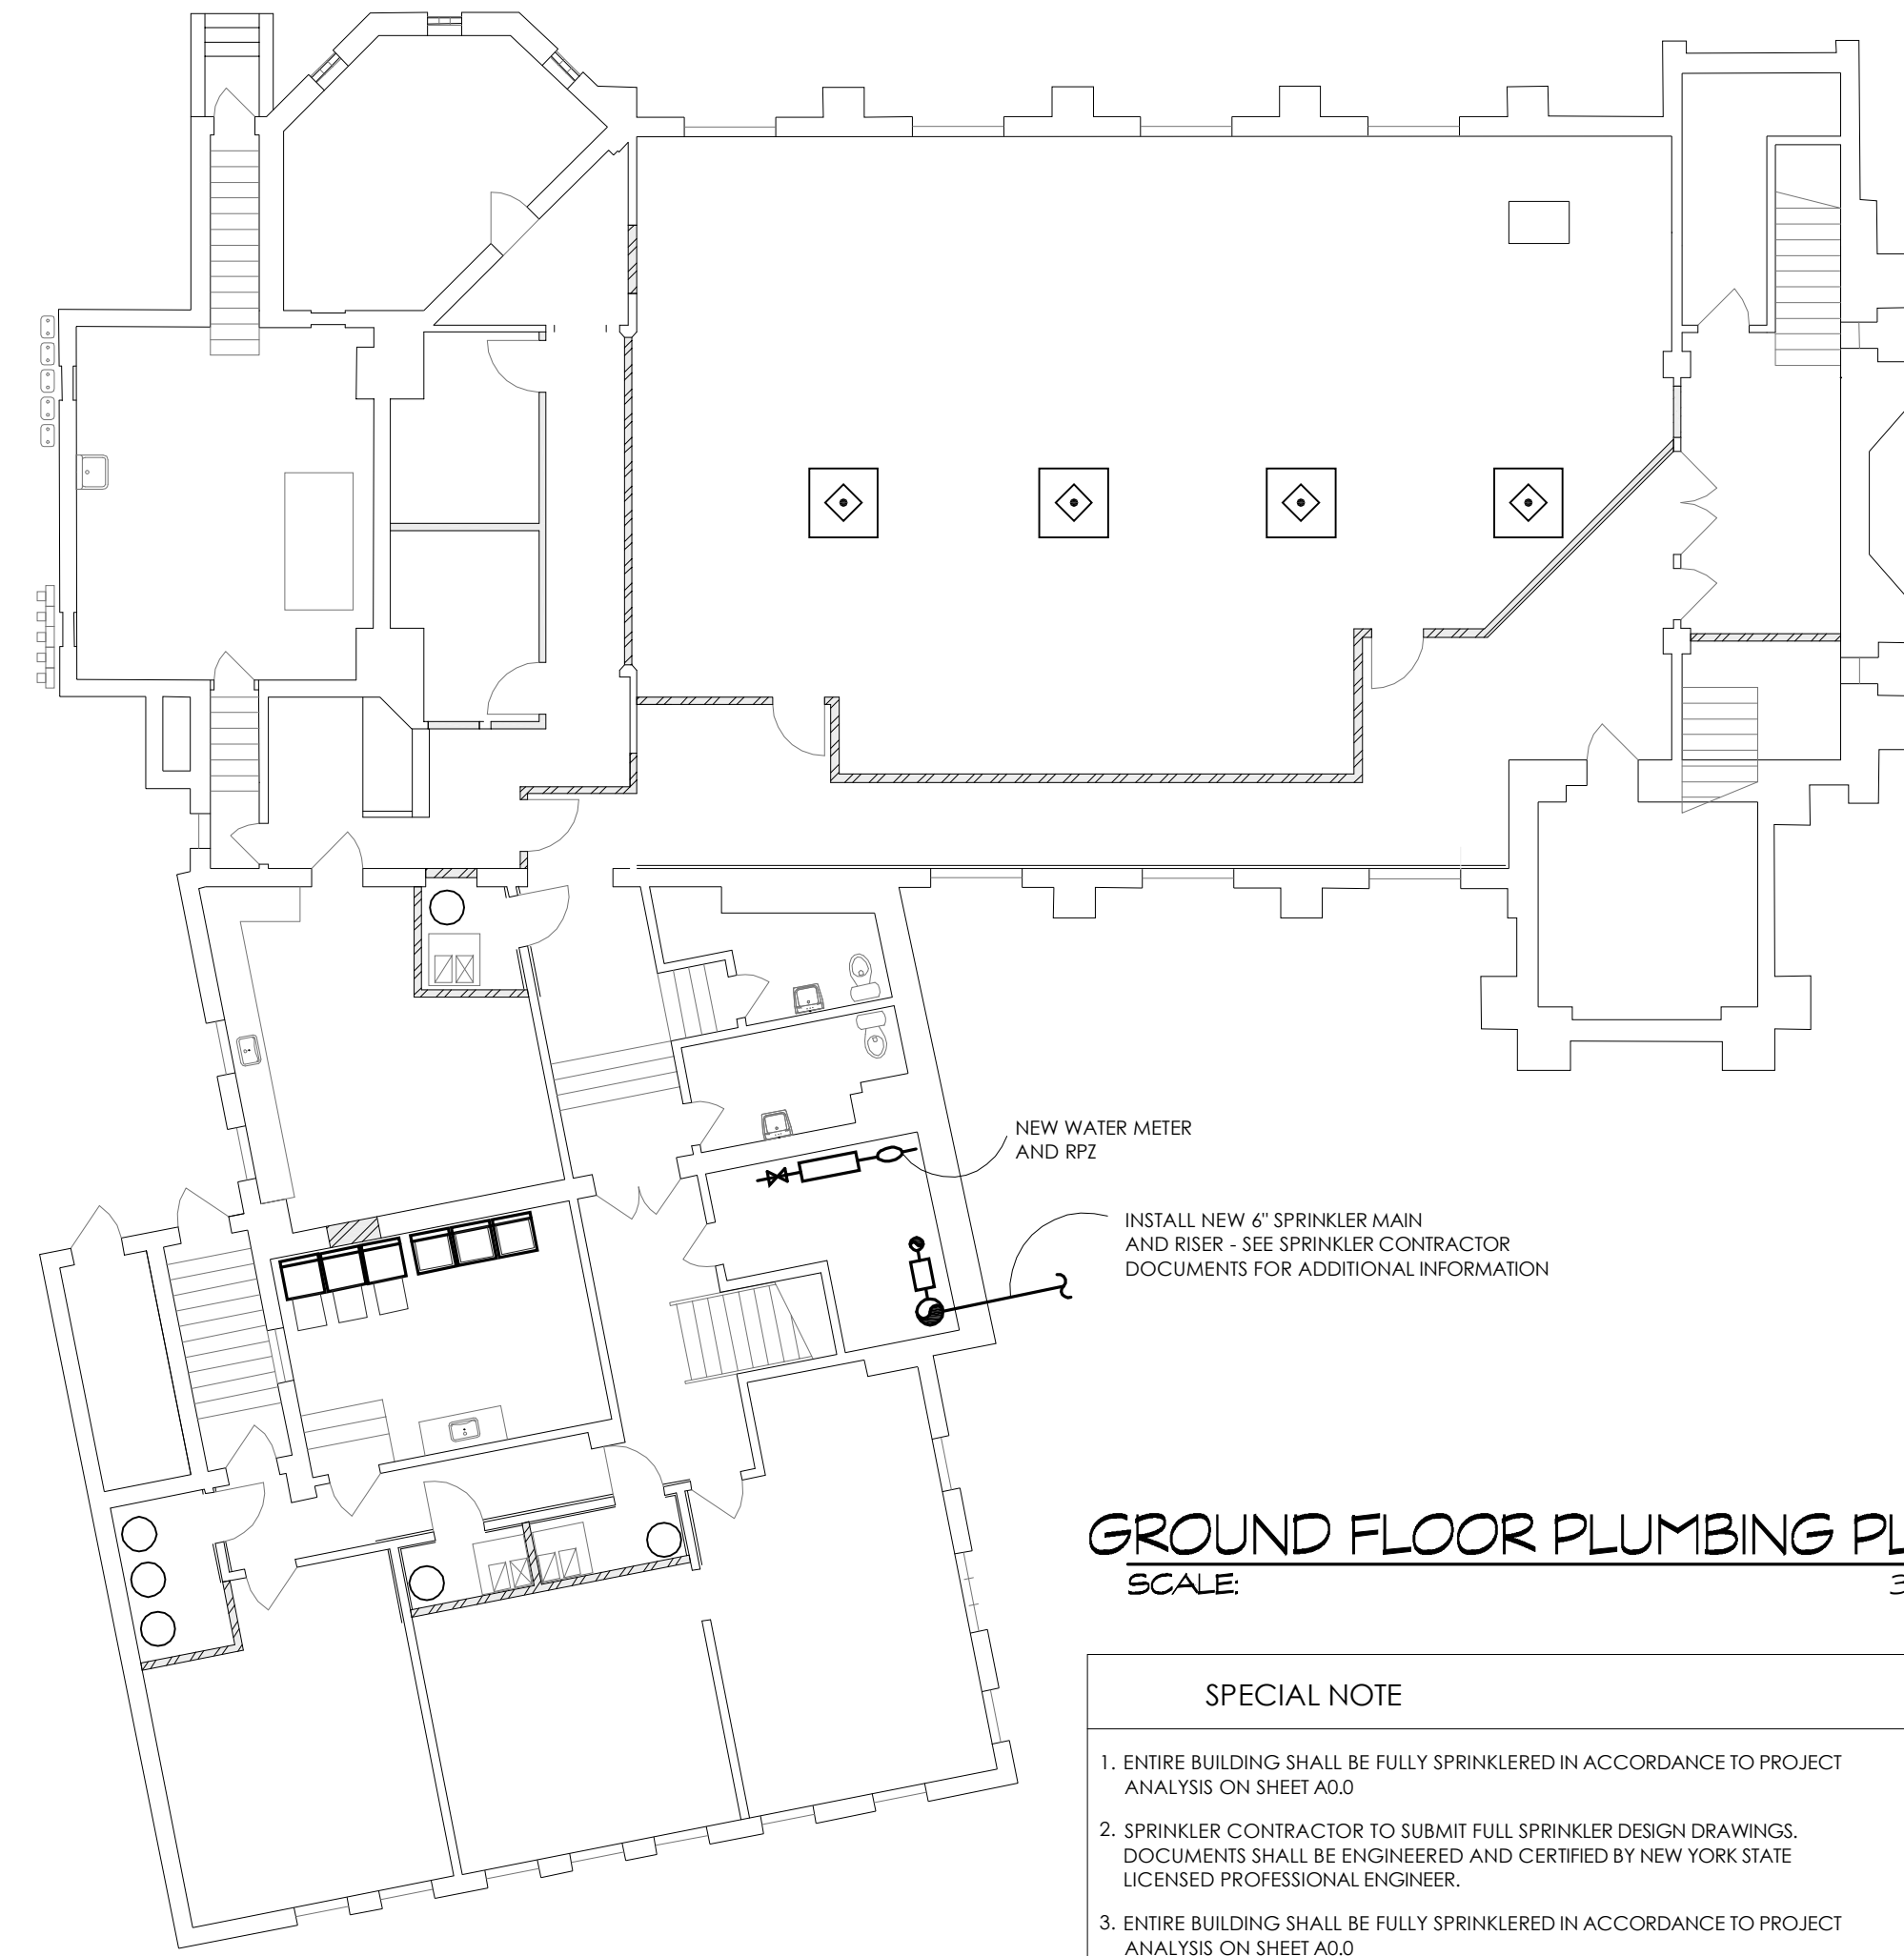 NEW WATER METER
AND RPZ
INSTALL NEW 6" SPRINKLER MAIN
AND RISER - SEE SPRINKLER CONTRACTOR
DOCUMENTS FOR ADDITIONAL INFORMATION
GROUND FLOOR PLUMBING PL
SCALE: 3
SPECIAL NOTE
1. ENTIRE BUILDING SHALL BE FULLY SPRINKLERED IN ACCORDANCE TO PROJECT
ANALYSIS ON SHEET A0.0
2. SPRINKLER CONTRACTOR TO SUBMIT FULL SPRINKLER DESIGN DRAWINGS.
DOCUMENTS SHALL BE ENGINEERED AND CERTIFIED BY NEW YORK STATE
LICENSED PROFESSIONAL ENGINEER.
3. ENTIRE BUILDING SHALL BE FULLY SPRINKLERED IN ACCORDANCE TO PROJECT
ANALYSIS ON SHEET A0.0